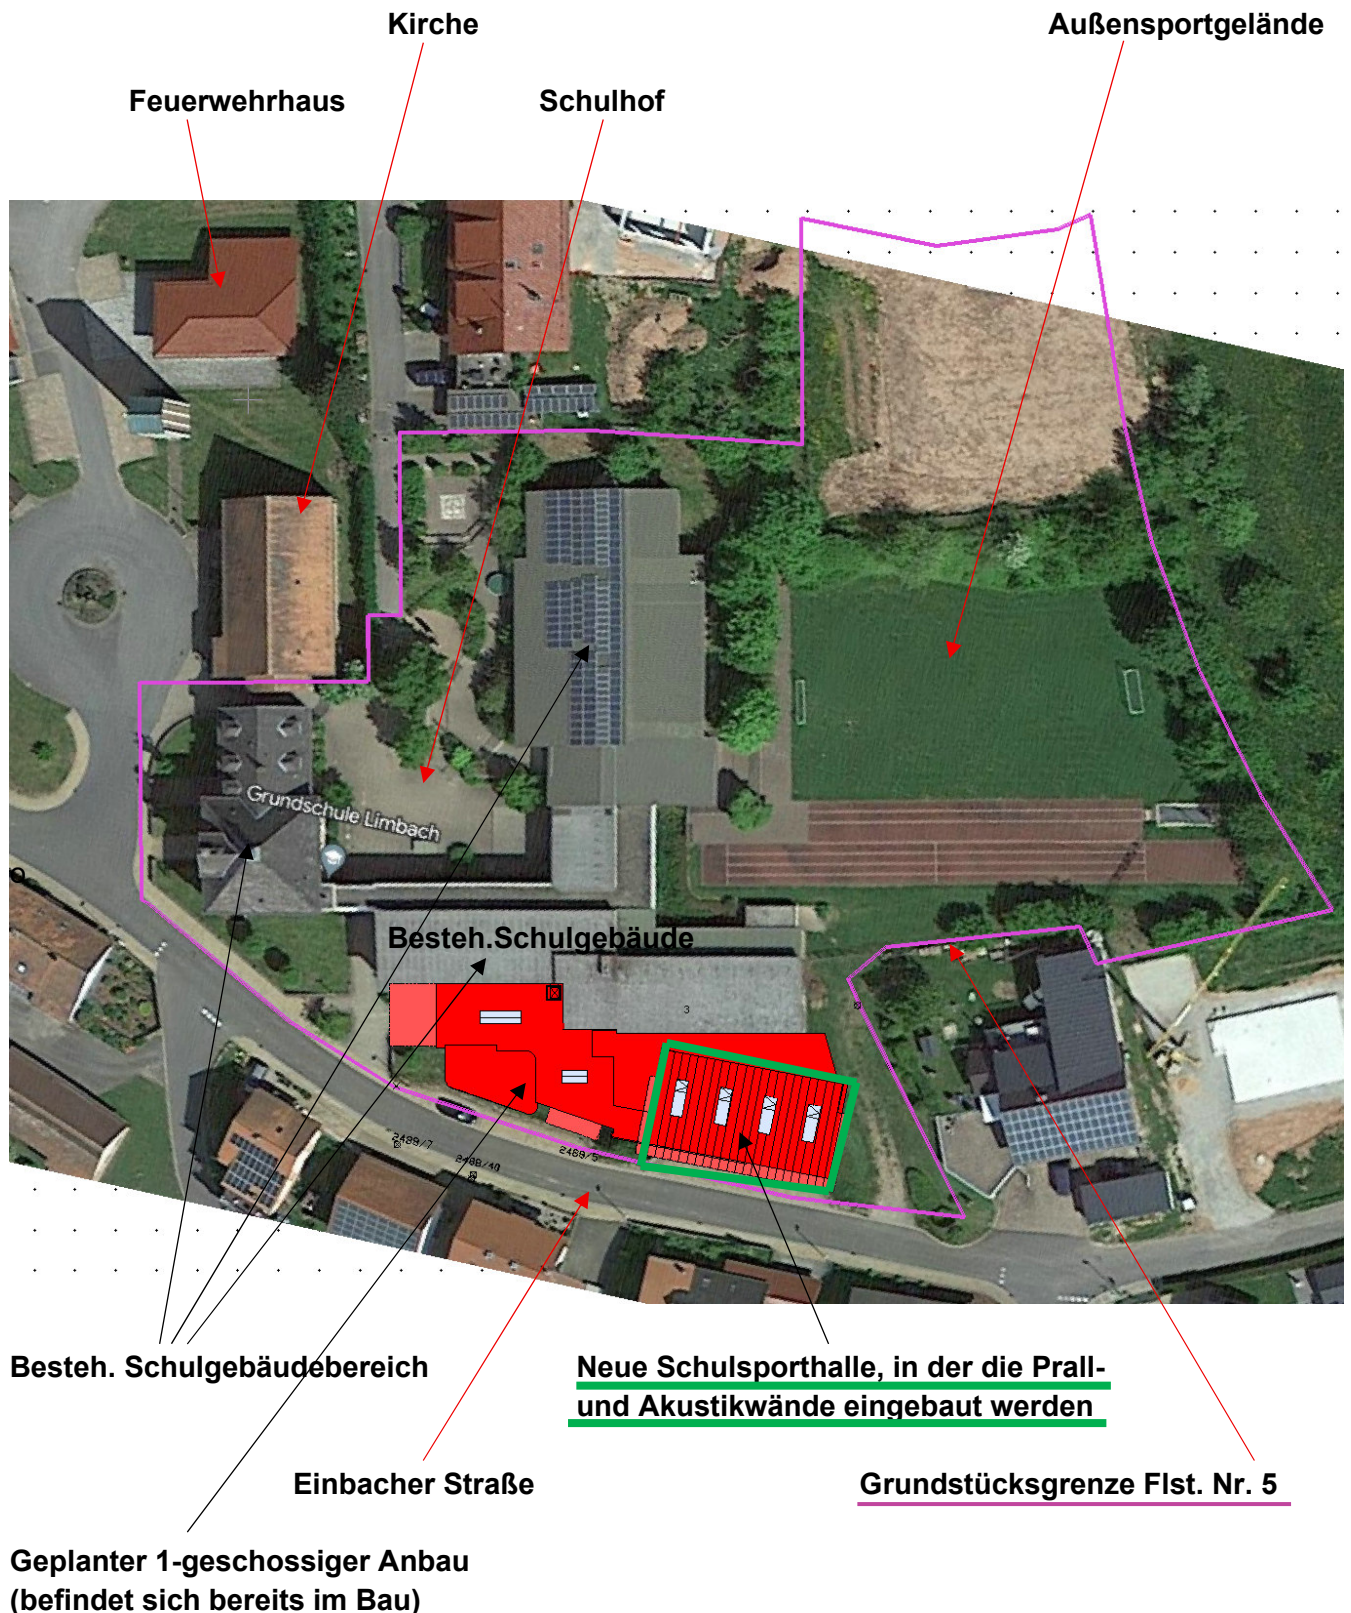 Kirche
Außensportgelände
Feuerwehrhaus
Schulhof
Grundschule Limbach
Besteh.Schulgebäude
3
2489/7
2488/40
2469/5
Besteh. Schulgebäudebereich
Neue Schulsporthalle, in der die Prall-
und Akustikwände eingebaut werden
Einbacher Straße
Grundstücksgrenze Flst. Nr. 5
Geplanter 1-geschossiger Anbau
(befindet sich bereits im Bau)